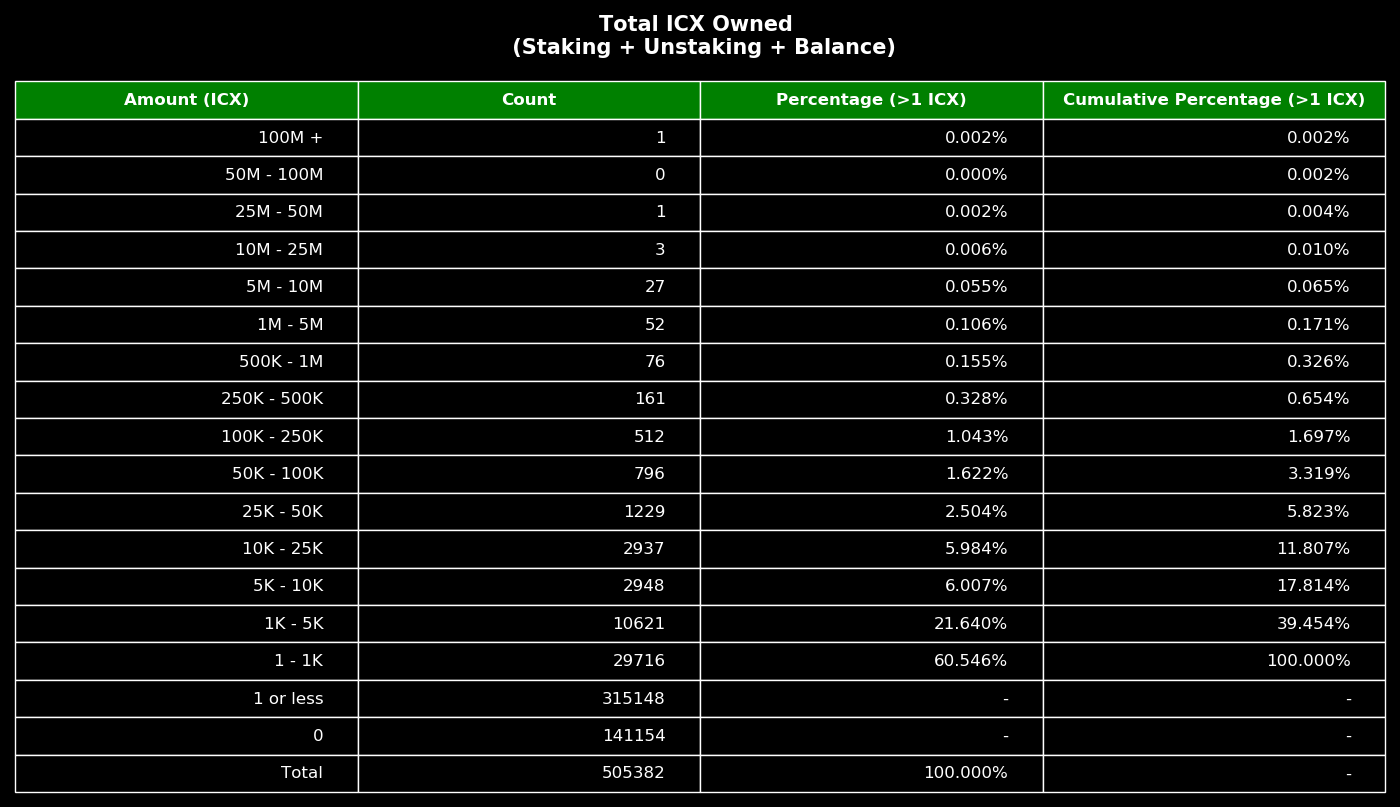 Total ICX Owned
(Staking + Unstaking + Balance)
Amount (ICX) Count Percentage (>1 ICX) Cumulative Percentage (>1 ICX)
100M + 1 0.002% 0.002%
50M - 100M 0 0.000% 0.002%
25M - 50M 1 0.002% 0.004%
10M - 25M 3 0.006% 0.010%
5M - 10M 27 0.055% 0.065%
1M - 5M 52 0.106% 0.171%
500K - 1M 76 0.155% 0.326%
250K - 500K 161 0.328% 0.654%
100K - 250K 512 1.043% 1.697%
50K - 100K 796 1.622% 3.319%
25K - 50K 1229 2.504% 5.823%
10K - 25K 2937 5.984% 11.807%
5K - 10K 2948 6.007% 17.814%
1K - 5K 10621 21.640% 39.454%
1 - 1K 29716 60.546% 100.000%
1 or less 315148 - -
0 141154 - -
Total 505382 100.000% -